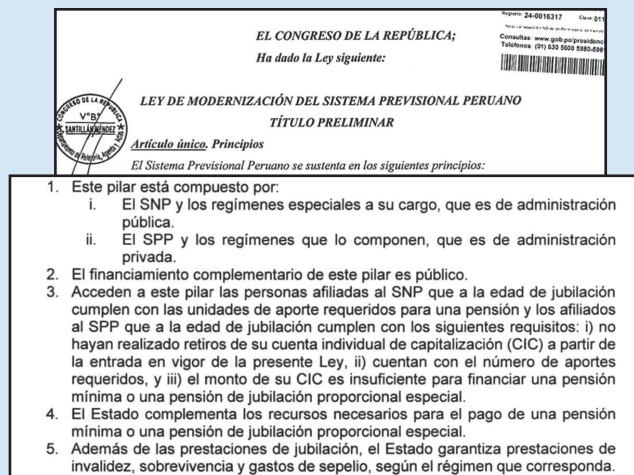 Registro: 24-0016317 Clave: 011
Consultas: www.gob.pe/presidenc
Teléfonos: (01) 630 5600 5980-598
EL CONGRESO DE LA REPÚBLICA;
Ha dado la Ley siguiente:
CONGRESO DE LA REPÚBLICA
V°B°
SANTILLÁN MÉNDEZ
LEY DE MODERNIZACIÓN DEL SISTEMA PREVISIONAL PERUANO
TÍTULO PRELIMINAR
Artículo único. Principios
El Sistema Previsional Peruano se sustenta en los siguientes principios:
1. Este pilar está compuesto por:
i. El SNP y los regímenes especiales a su cargo, que es de administración
pública.
ii. El SPP y los regímenes que lo componen, que es de administración
privada.
2. El financiamiento complementario de este pilar es público.
3. Acceden a este pilar las personas afiliadas al SNP que a la edad de jubilación
cumplen con las unidades de aporte requeridos para una pensión y los afiliados
al SPP que a la edad de jubilación cumplen con los siguientes requisitos: i) no
hayan realizado retiros de su cuenta individual de capitalización (CIC) a partir de
la entrada en vigor de la presente Ley, ii) cuentan con el número de aportes
requeridos, y iii) el monto de su CIC es insuficiente para financiar una pensión
mínima o una pensión de jubilación proporcional especial.
4. El Estado complementa los recursos necesarios para el pago de una pensión
mínima o una pensión de jubilación proporcional especial.
5. Además de las prestaciones de jubilación, el Estado garantiza prestaciones de
invalidez, sobrevivencia y gastos de sepelio, según el régimen que corresponda.